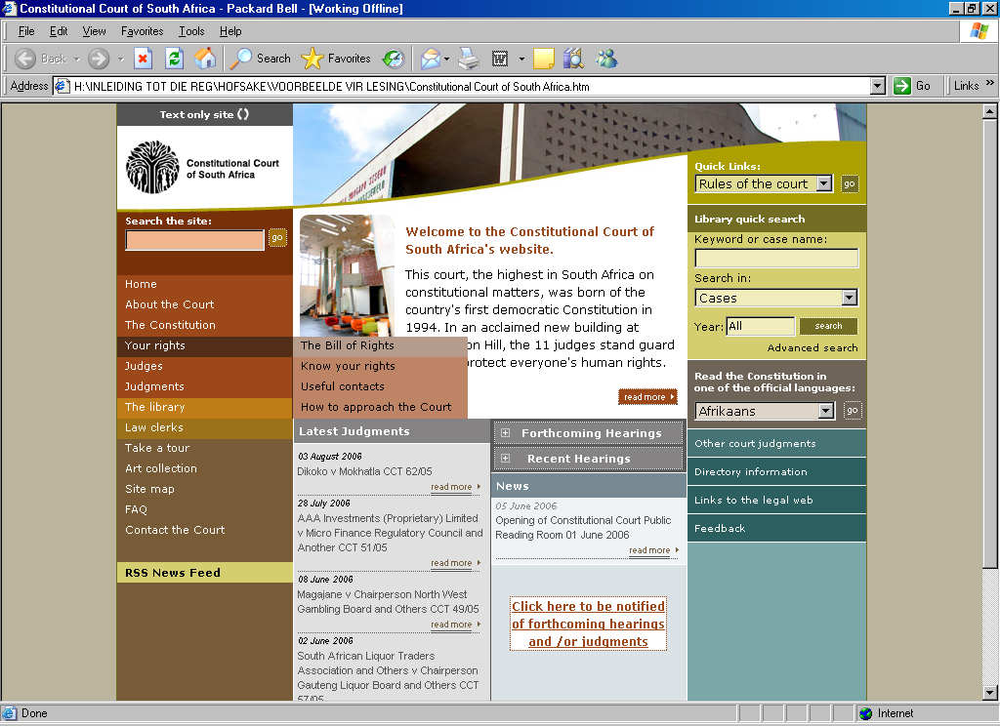 Constitutional Court of South Africa - Packard Bell - [Working Offline]
File Edit View Favorites Tools Help
Back Search Favorites
Address H:\INLEIDING TOT DIE REG\HOFSAKE\VOORBEELDE VIR LESING\Constitutional Court of South Africa.htm Go Links »
Text only site
Constitutional Court
of South Africa
Search the site:
go
Home
About the Court
The Constitution
Your rights
Judges
Judgments
The library
Law clerks
Take a tour
Art collection
Site map
FAQ
Contact the Court
RSS News Feed
The Bill of Rights
Know your rights
Useful contacts
How to approach the Court
Welcome to the Constitutional Court of
South Africa's website.
This court, the highest in South Africa on
constitutional matters, was born of the
country's first democratic Constitution in
1994. In an acclaimed new building at
on Hill, the 11 judges stand guard
protect everyone's human rights.
read more
Latest Judgments
03 August 2006
Dikoko v Mokhatla CCT 62/05
read more
28 July 2006
AAA Investments (Proprietary) Limited
v Micro Finance Regulatory Council and
Another CCT 51/05
read more
08 June 2006
Magajane v Chairperson North West
Gambling Board and Others CCT 49/05
read more
02 June 2006
South African Liquor Traders
Association and Others v Chairperson
Gauteng Liquor Board and Others CCT
57/05
Forthcoming Hearings
Recent Hearings
News
05 June 2006
Opening of Constitutional Court Public
Reading Room 01 June 2006
read more
Click here to be notified
of forthcoming hearings
and /or judgments
Quick Links:
Rules of the court go
Library quick search
Keyword or case name:
Search in:
Cases
Year: All search
Advanced search
Read the Constitution in
one of the official languages:
Afrikaans go
Other court judgments
Directory information
Links to the legal web
Feedback
Done Internet